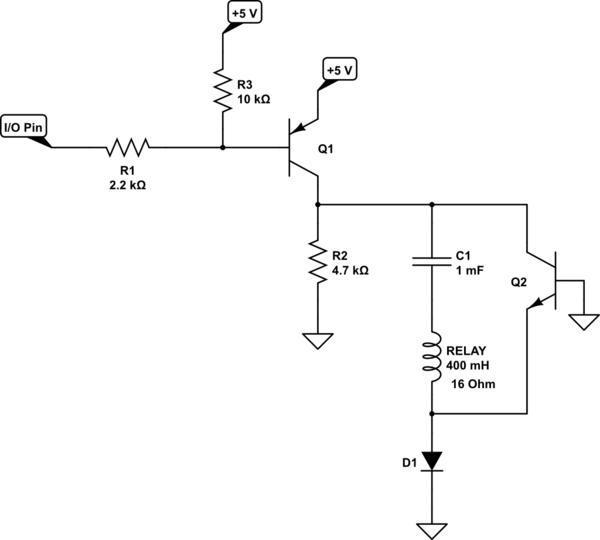 +5 V
R3
10 kΩ
+5 V
I/O Pin
Q1
R1
2.2 kΩ
R2
4.7 kΩ
C1
1 mF
Q2
RELAY
400 mH
16 Ohm
D1